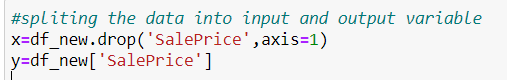 #spliting the data into input and output variable
x=df_new.drop('SalePrice',axis=1)
y=df_new['SalePrice']